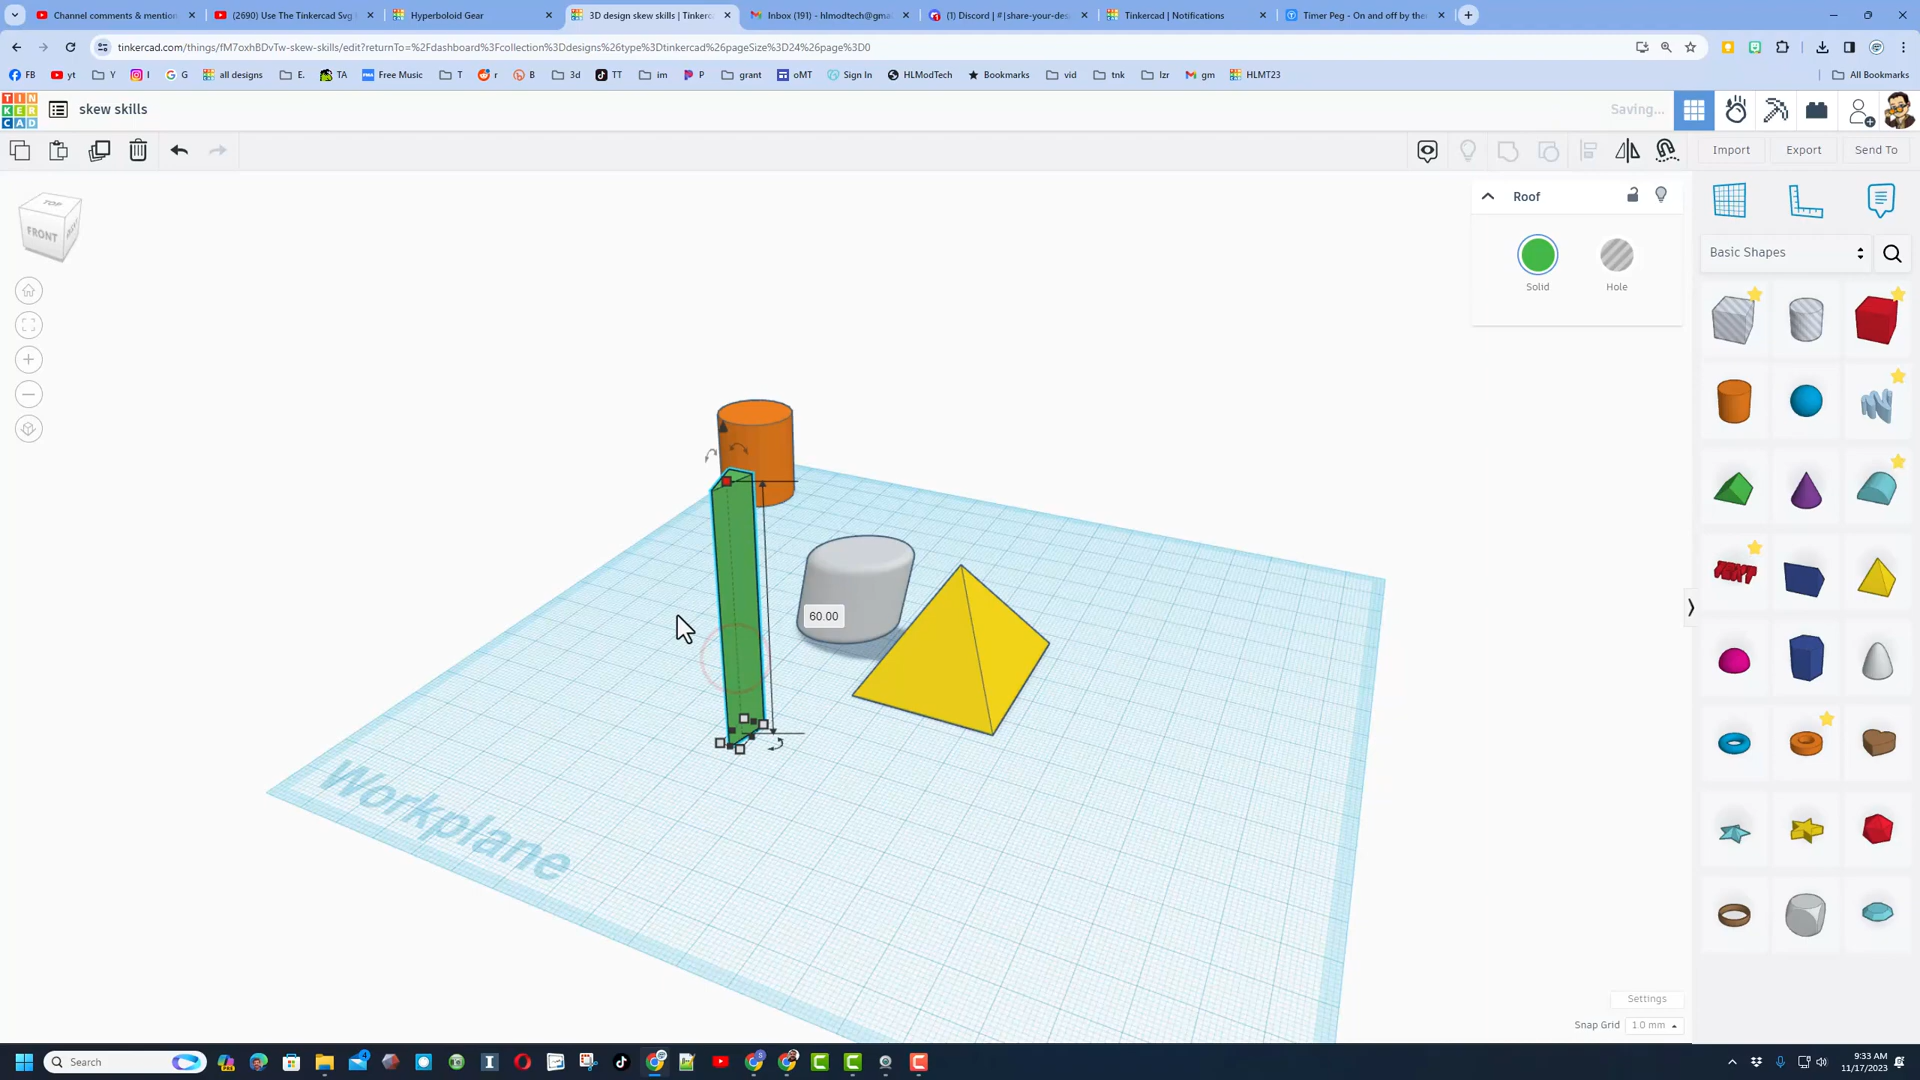 Channel comments & mention
(2690) Use The Tinkercad Svg
Hyperboloid Gear
3D design skew skills | Tinkerc
Inbox (191) - hlmodtech@gma
(1) Discord | #|share-your-des
Tinkercad | Notifications
Timer Peg - On and off by the
tinkercad.com/things/fM7oxhBDvTw-skew-skills/edit?returnTo=%2Fdashboard%3Fcollection%3Ddesigns%26type%3Dtinkercad%26pageSize%3D24%26page%3D0
FB
yt
Y
I
G
all designs
E.
TA
Free Music
T
r
B
3d
TT
im
P
grant
oMT
Sign In
HLModTech
Bookmarks
vid
tnk
lzr
gm
HLMT23
All Bookmarks
TIN
KER
CAD
skew skills
Saving...
Import
Export
Send To
TOP
FRONT
Roof
Solid
Hole
Basic Shapes
60.00
Workplane
Settings
Snap Grid 1.0 mm
Search
9:33 AM
11/17/2023